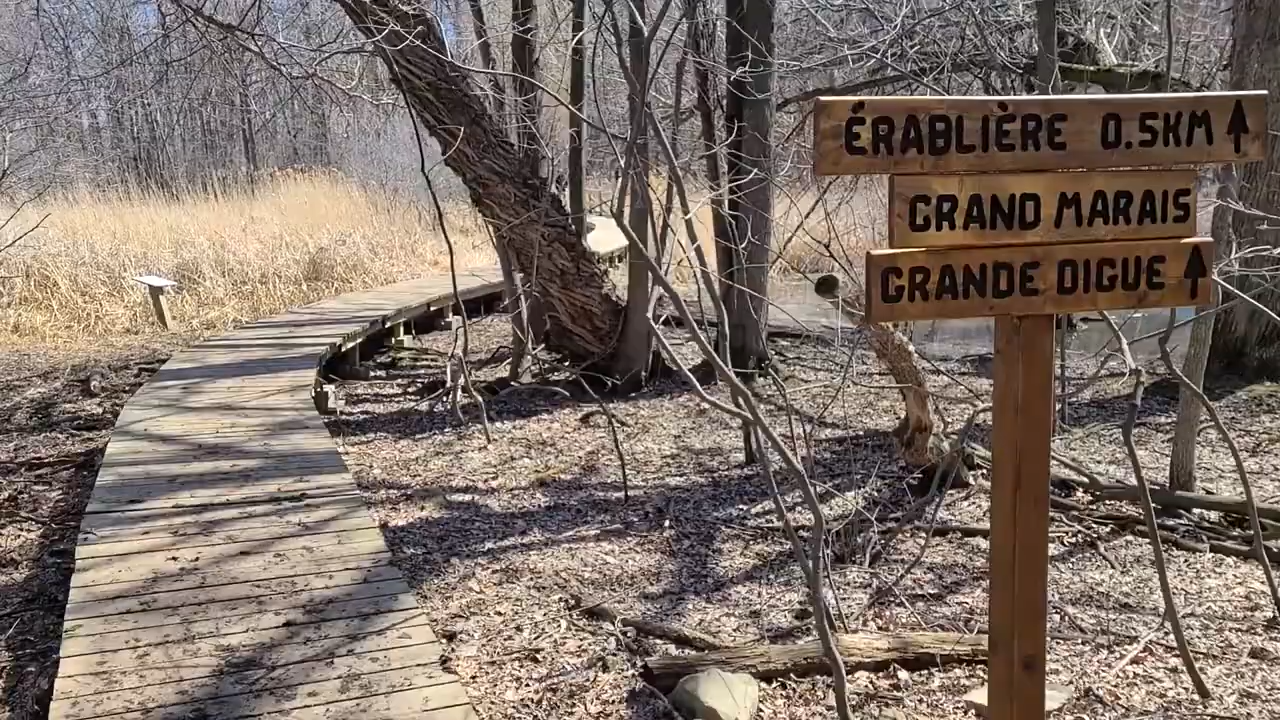 ÉRABLIÈRE 0.5KM ↑
GRAND MARAIS
GRANDE DIGUE ↑